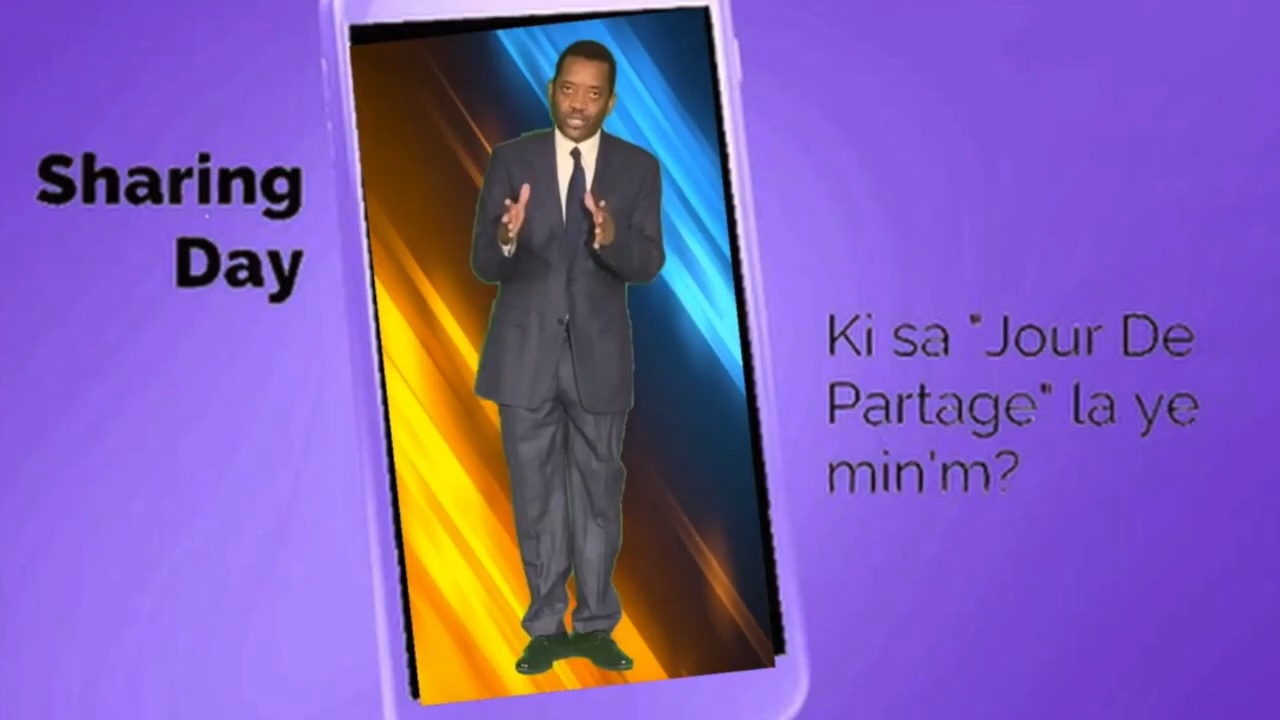 Sharing
Day
Ki sa "Jour De
Partage" la ye
min'm?